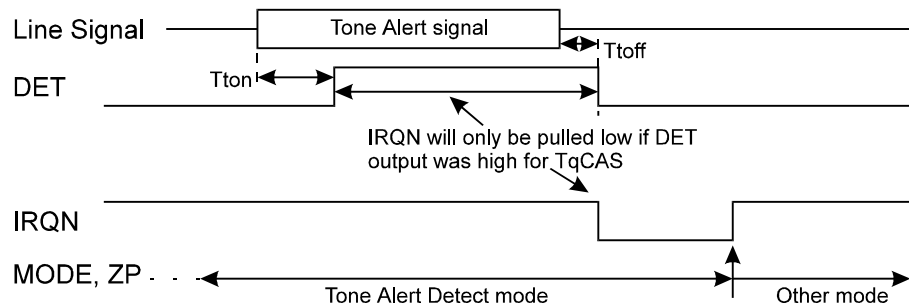 Line Signal
Tone Alert signal
Ttoff
Tton
DET
IRQN will only be pulled low if DET
output was high for TqCAS
IRQN
MODE, ZP
Tone Alert Detect mode
Other mode